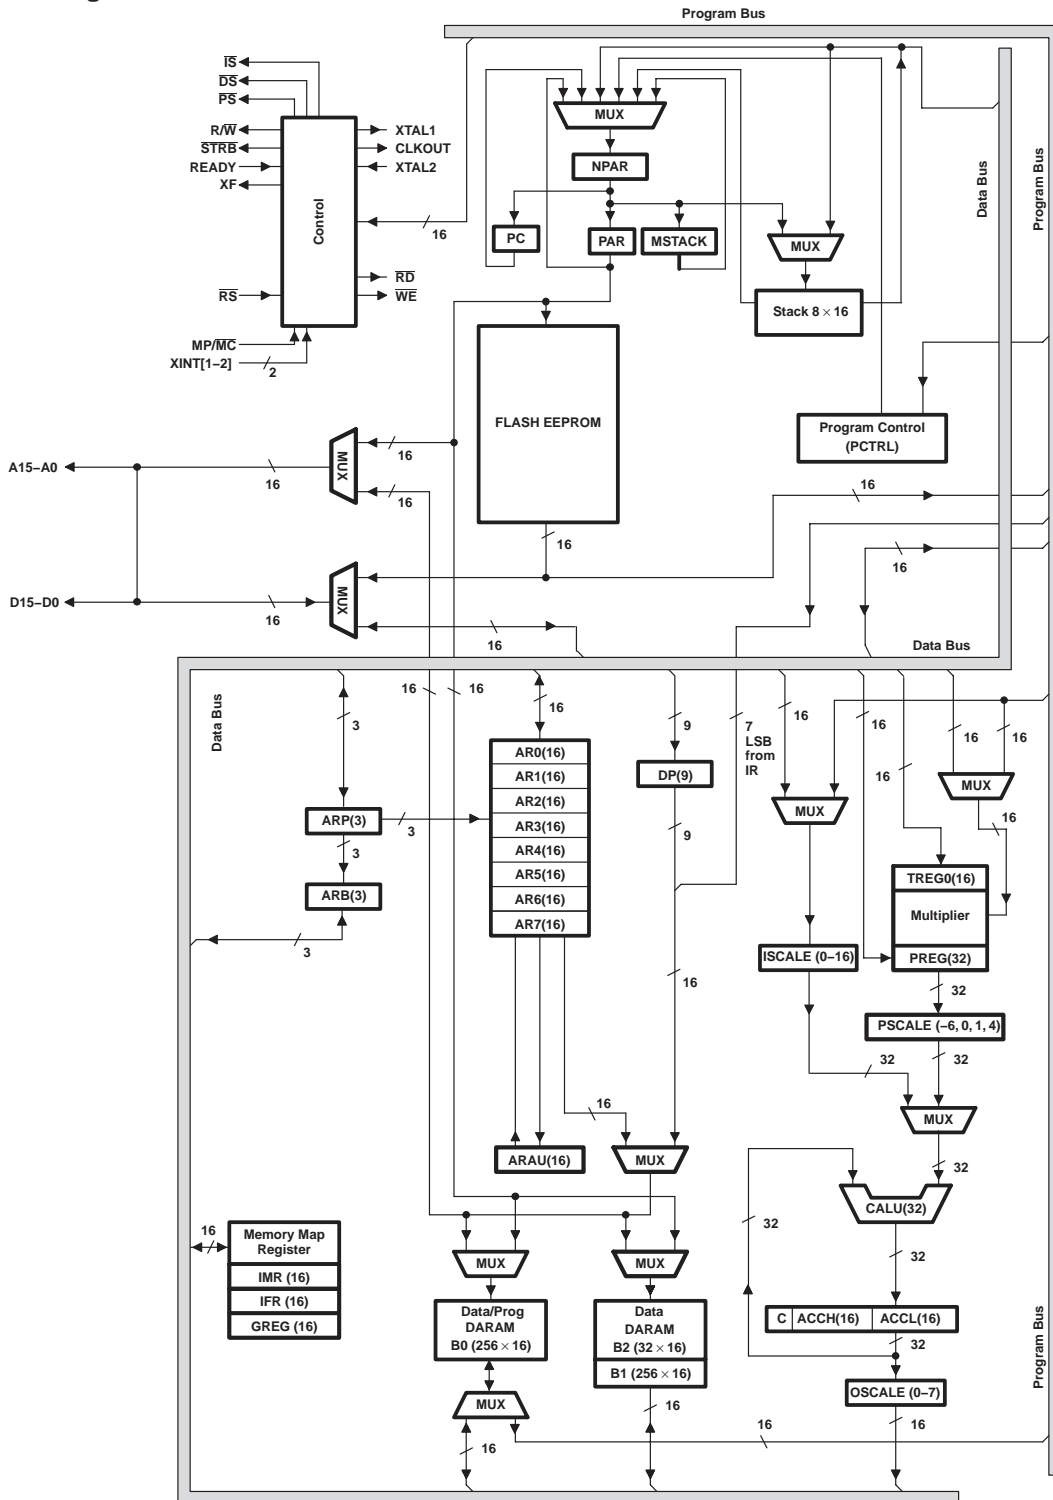 Program Bus
IS
DS
PS
R/W
STRB
READY
XF
XTAL1
CLKOUT
XTAL2
Control
16
RD
WE
RS
MP/MC
XINT[1–2]
2
MUX
NPAR
PC
PAR
MSTACK
MUX
Stack 8 × 16
Data Bus
Program Bus
FLASH EEPROM
Program Control
(PCTRL)
A15–A0
16
MUX
16
16
16
16
D15–D0
16
MUX
16
16
Data Bus
Data Bus
3
16
16
16
9
7
LSB
from
IR
16
16
16
16
16
AR0(16)
AR1(16)
AR2(16)
AR3(16)
AR4(16)
AR5(16)
AR6(16)
AR7(16)
DP(9)
9
MUX
MUX
16
ARP(3)
3
3
ARB(3)
3
TREG0(16)
Multiplier
PREG(32)
ISCALE (0–16)
16
32
PSCALE (–6, 0, 1, 4)
32
32
16
MUX
ARAU(16)
MUX
32
CALU(32)
32
32
16
Memory Map
Register
IMR (16)
IFR (16)
GREG (16)
MUX
MUX
Data/Prog
DARAM
B0 (256 × 16)
Data
DARAM
B2 (32 × 16)
B1 (256 × 16)
C
ACCH(16)
ACCL(16)
32
OSCALE (0–7)
MUX
16
16
16
16
Program Bus